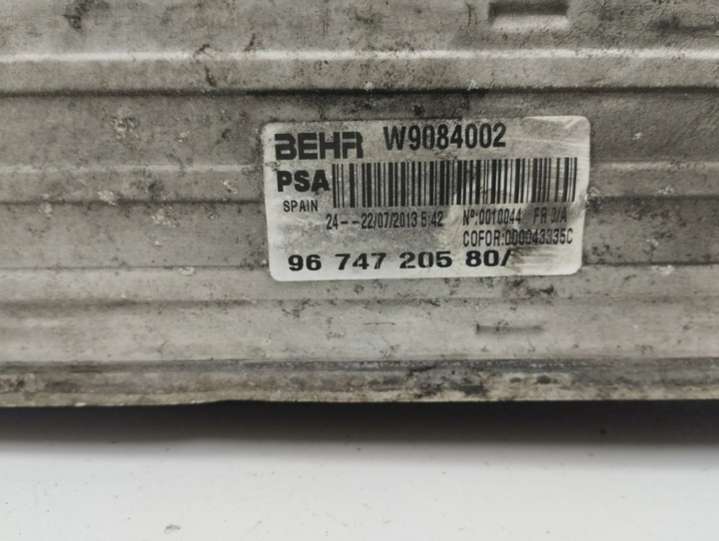 BEHR W9084002
PSA
SPAIN
24--22/07/2013 5:42 Nº:0010044 FR 0/A
COFOR:000043335C
96 747 205 80/